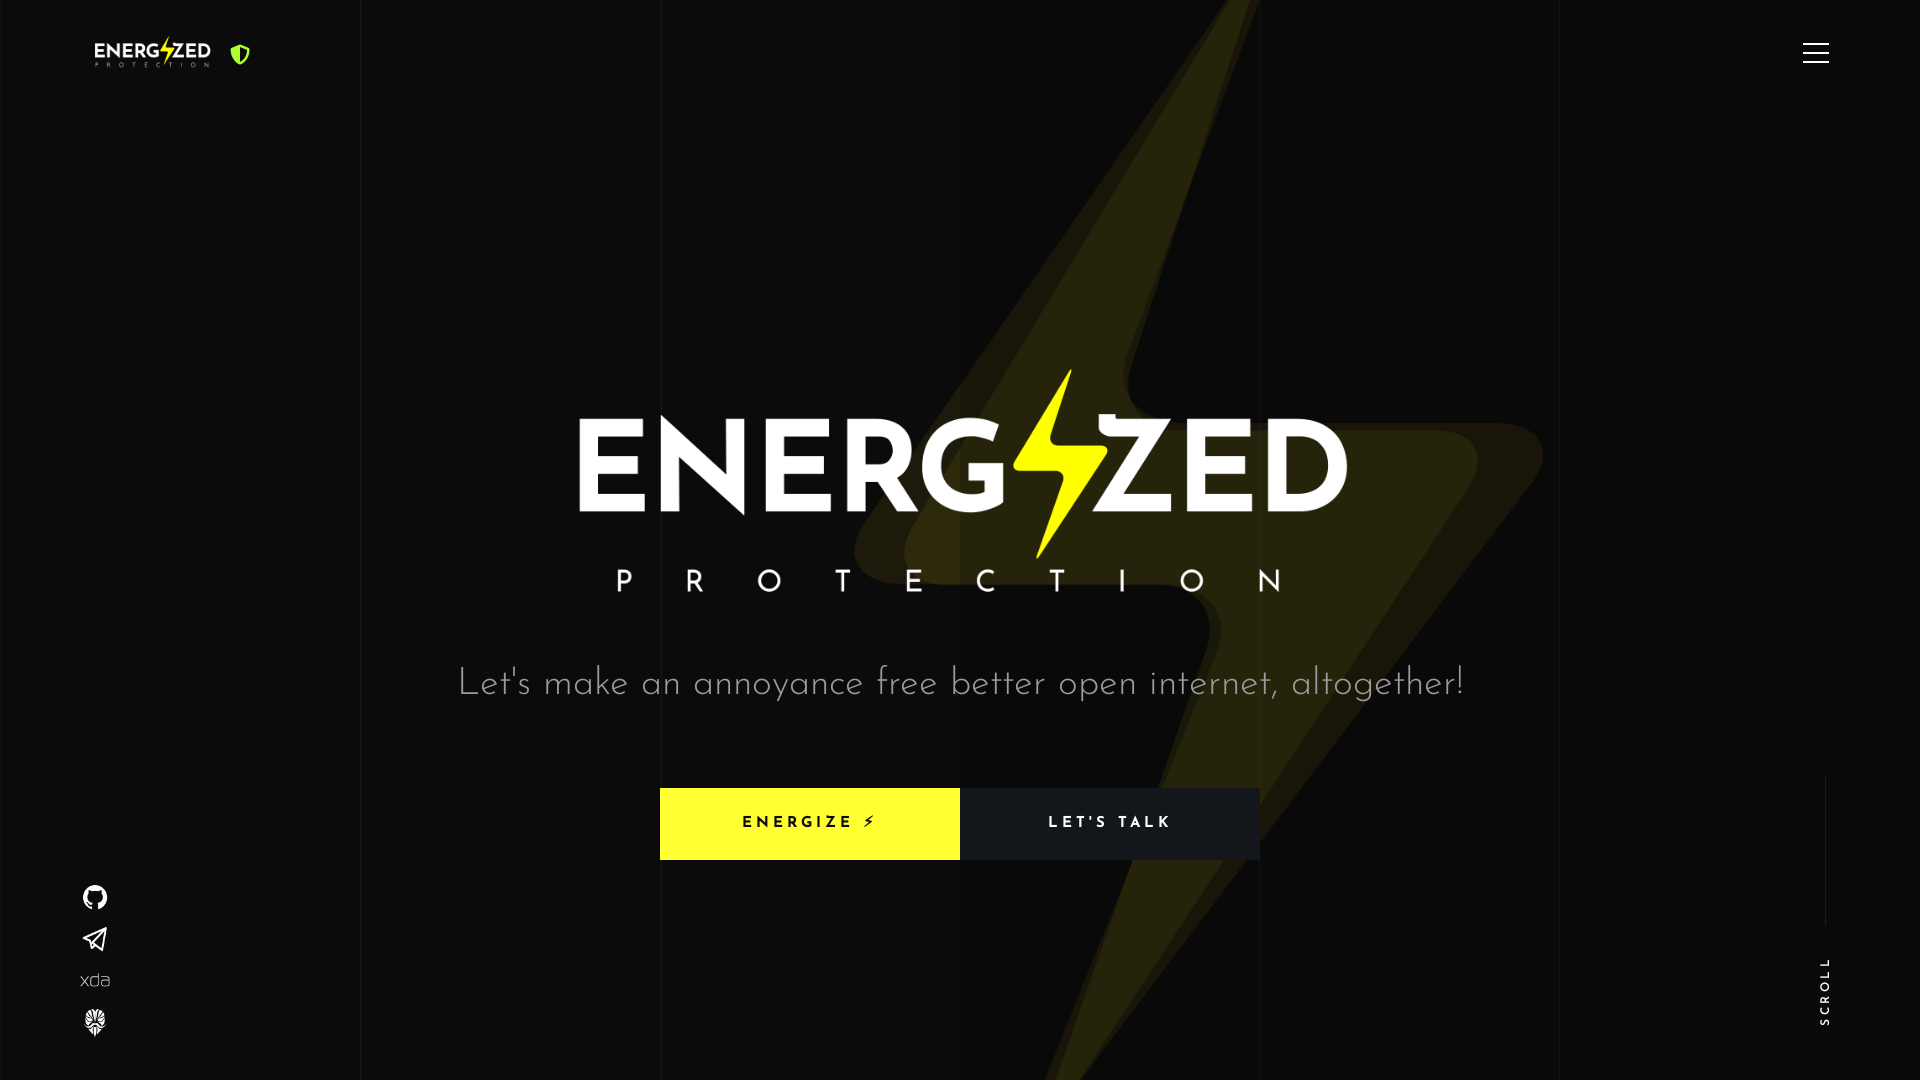 ENERGIZED
PROTECTION
ENERGIZED
PROTECTION
Let's make an annoyance free better open internet, altogether!
ENERGIZE ⚡
LET'S TALK
xda
SCROLL